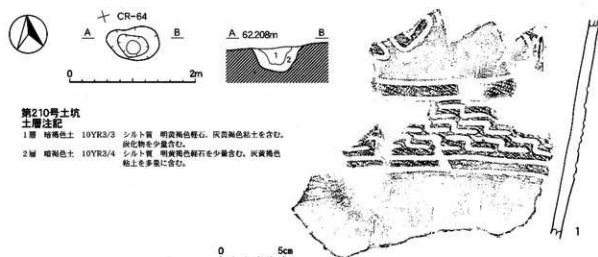 CR-64
A B
A 62.208m B
1
2
0 2m
第210号土坑
土層注記
1層 暗褐色土 10YR3/3 シルト質 明黄褐色軽石、灰黄褐色粘土を含む。
炭化物を少量含む。
2層 暗褐色土 10YR3/4 シルト質 明黄褐色軽石を少量含む、灰黄褐色
粘土を多量に含む。
0 5cm
1